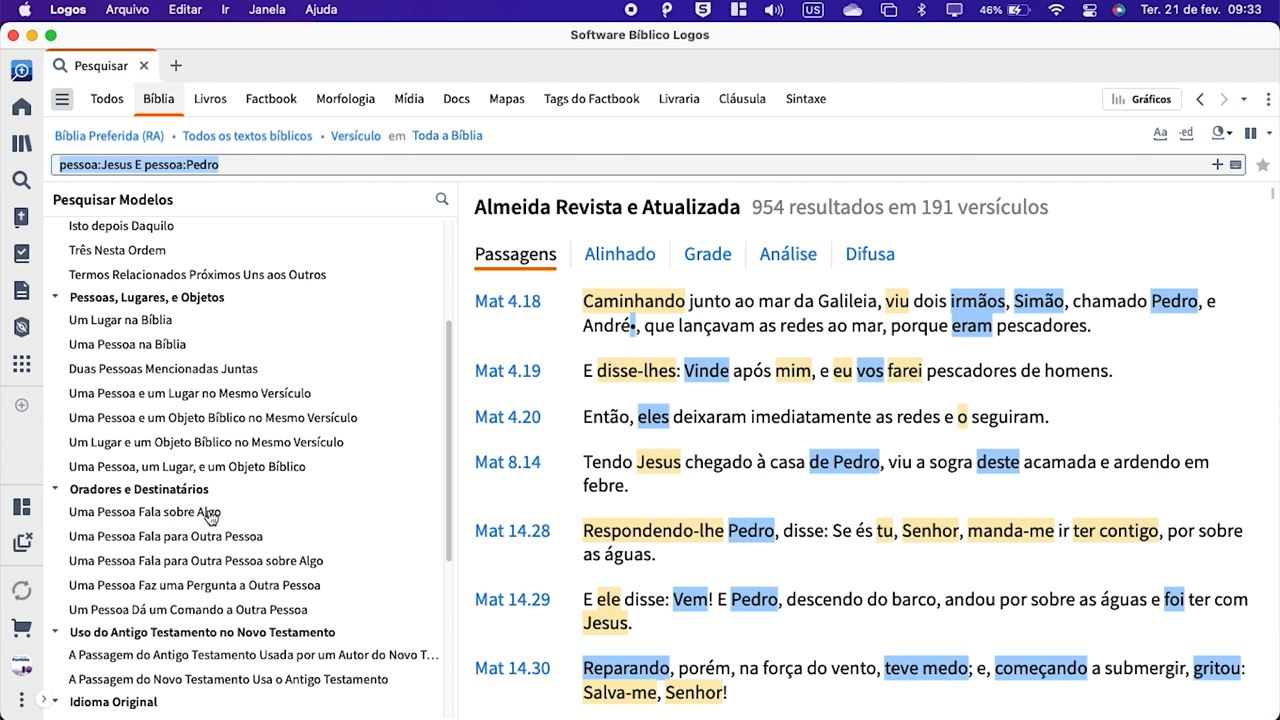 Logos Arquivo Editar Ir Janela Ajuda US 46% Ter. 21 de fev. 09:33
Software Bíblico Logos
Pesquisar
Todos Bíblia Livros Factbook Morfologia Mídia Docs Mapas Tags do Factbook Livraria Cláusula Sintaxe Gráficos
Bíblia Preferida (RA) • Todos os textos bíblicos • Versículo em Toda a Bíblia Aa ·ed
pessoa:Jesus E pessoa:Pedro
Pesquisar Modelos
Isto depois Daquilo
Três Nesta Ordem
Termos Relacionados Próximos Uns aos Outros
Pessoas, Lugares, e Objetos
Um Lugar na Bíblia
Uma Pessoa na Bíblia
Duas Pessoas Mencionadas Juntas
Uma Pessoa e um Lugar no Mesmo Versículo
Uma Pessoa e um Objeto Bíblico no Mesmo Versículo
Um Lugar e um Objeto Bíblico no Mesmo Versículo
Uma Pessoa, um Lugar, e um Objeto Bíblico
Oradores e Destinatários
Uma Pessoa Fala sobre Algo
Uma Pessoa Fala para Outra Pessoa
Uma Pessoa Fala para Outra Pessoa sobre Algo
Uma Pessoa Faz uma Pergunta a Outra Pessoa
Um Pessoa Dá um Comando a Outra Pessoa
Uso do Antigo Testamento no Novo Testamento
A Passagem do Antigo Testamento Usada por um Autor do Novo T...
A Passagem do Novo Testamento Usa o Antigo Testamento
Idioma Original
Almeida Revista e Atualizada 954 resultados em 191 versículos
Passagens Alinhado Grade Análise Difusa
Mat 4.18 Caminhando junto ao mar da Galileia, viu dois irmãos, Simão, chamado Pedro, e
André•, que lançavam as redes ao mar, porque eram pescadores.
Mat 4.19 E disse-lhes: Vinde após mim, e eu vos farei pescadores de homens.
Mat 4.20 Então, eles deixaram imediatamente as redes e o seguiram.
Mat 8.14 Tendo Jesus chegado à casa de Pedro, viu a sogra deste acamada e ardendo em
febre.
Mat 14.28 Respondendo-lhe Pedro, disse: Se és tu, Senhor, manda-me ir ter contigo, por sobre
as águas.
Mat 14.29 E ele disse: Vem! E Pedro, descendo do barco, andou por sobre as águas e foi ter com
Jesus.
Mat 14.30 Reparando, porém, na força do vento, teve medo; e, começando a submergir, gritou:
Salva-me, Senhor!